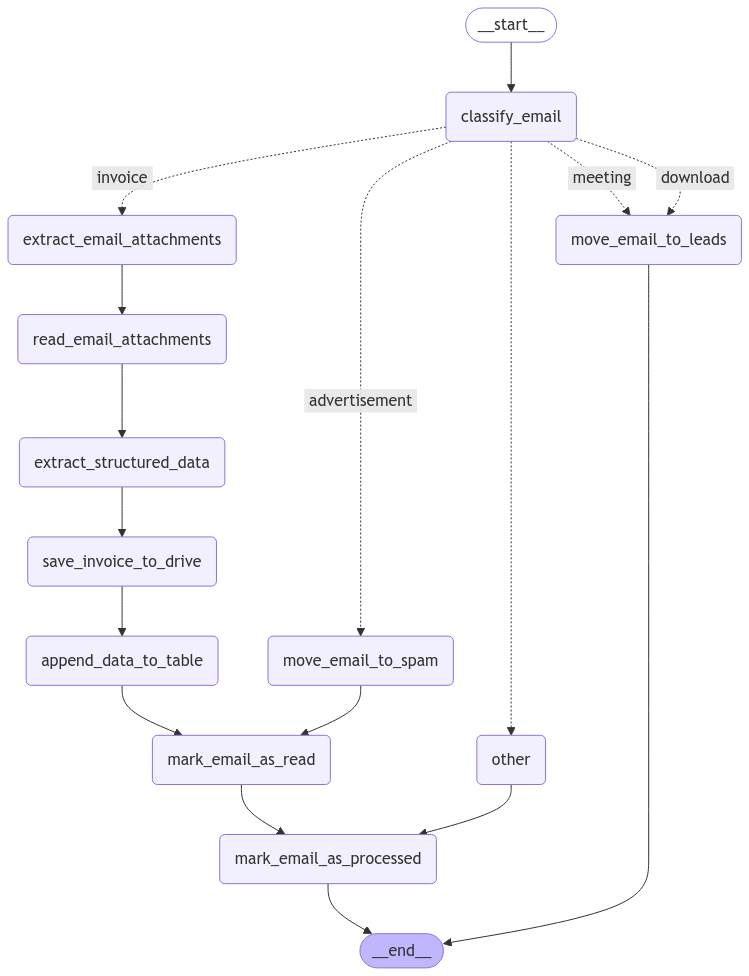 __start__
classify_email
invoice
meeting
download
extract_email_attachments
move_email_to_leads
read_email_attachments
advertisement
extract_structured_data
save_invoice_to_drive
append_data_to_table
move_email_to_spam
mark_email_as_read
other
mark_email_as_processed
__end__